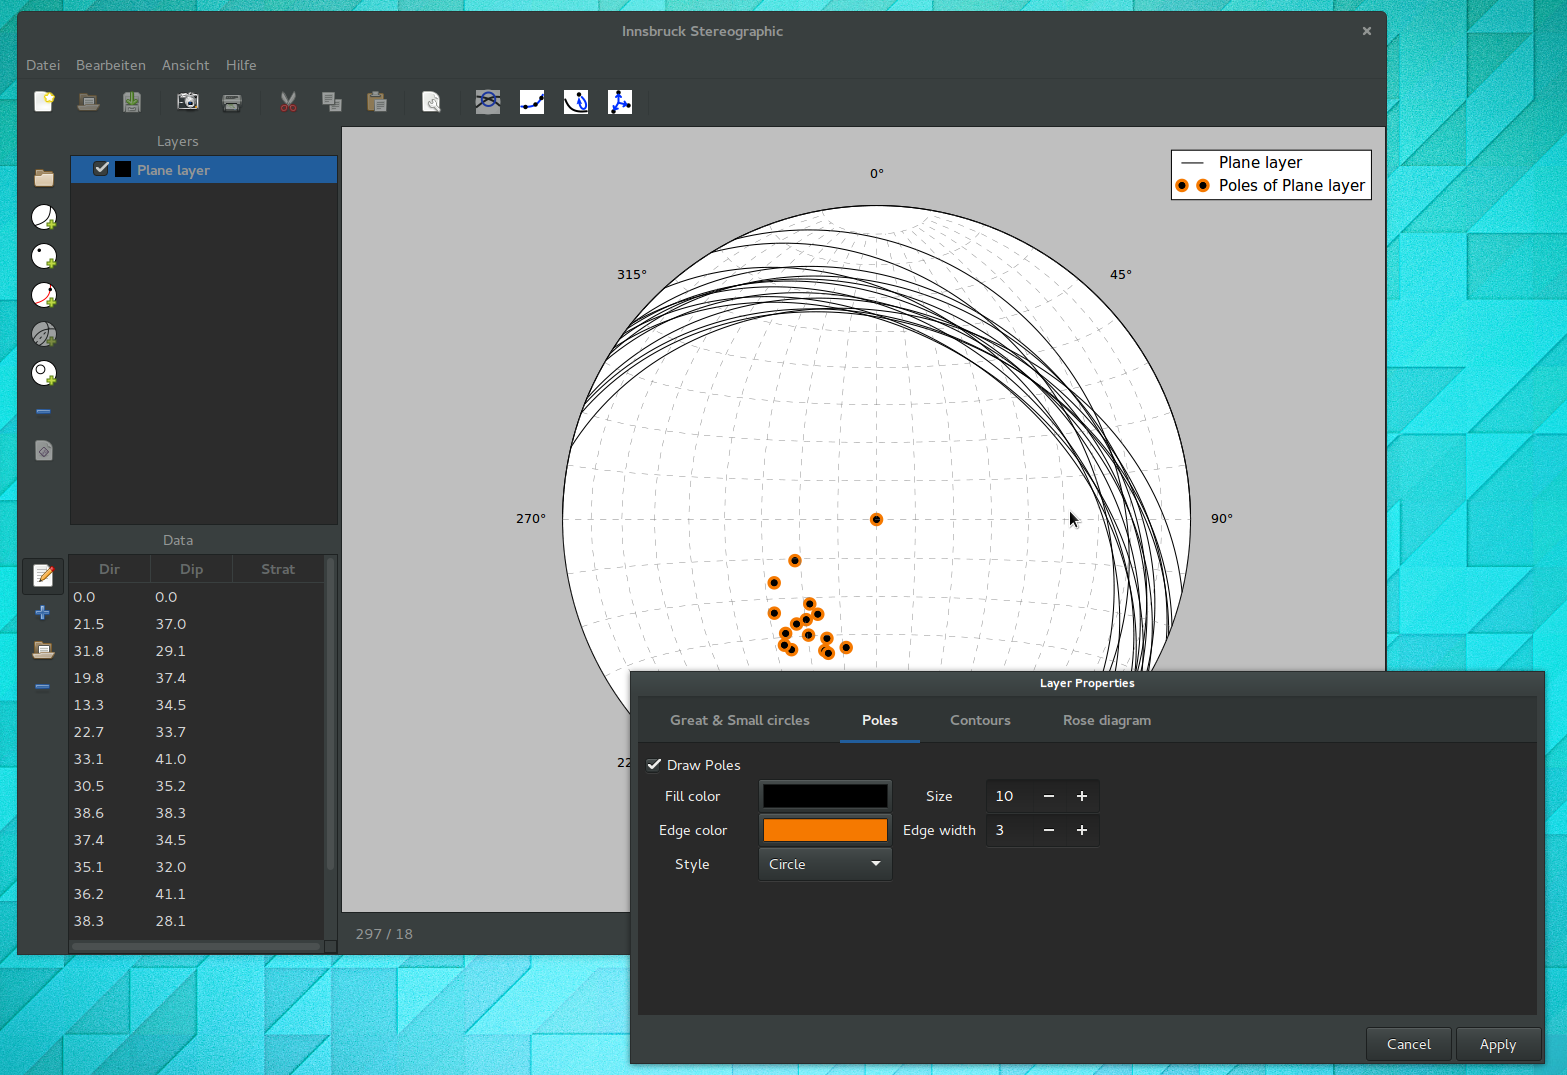 Innsbruck Stereographic
Datei Bearbeiten Ansicht Hilfe
Layers
Plane layer
Data
Dir Dip Strat
0.0 0.0
21.5 37.0
31.8 29.1
19.8 37.4
13.3 34.5
22.7 33.7
33.1 41.0
30.5 35.2
38.6 38.3
37.4 34.5
35.1 32.0
36.2 41.1
38.3 28.1
Plane layer
Poles of Plane layer
0°
315° 45°
270° 90°
22
297 / 18
Layer Properties
Great & Small circles Poles Contours Rose diagram
Draw Poles
Fill color Size 10
Edge color Edge width 3
Style Circle
Cancel Apply